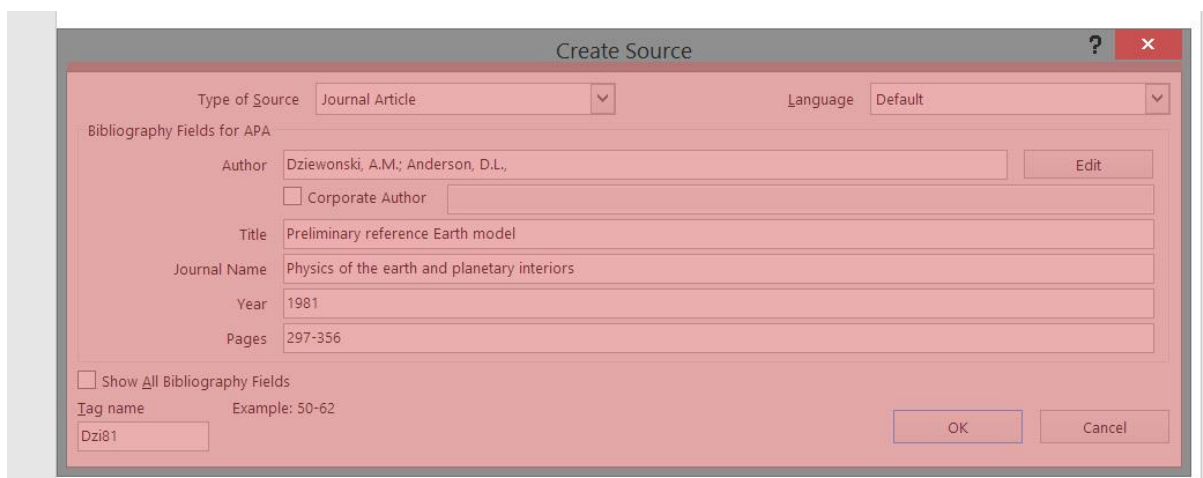 Create Source ? ×
Type of Source Journal Article Language Default
Bibliography Fields for APA
Author Dziewonski, A.M.; Anderson, D.L., Edit
Corporate Author
Title Preliminary reference Earth model
Journal Name Physics of the earth and planetary interiors
Year 1981
Pages 297-356
Show All Bibliography Fields
Tag name Example: 50-62
Dzi81
OK Cancel